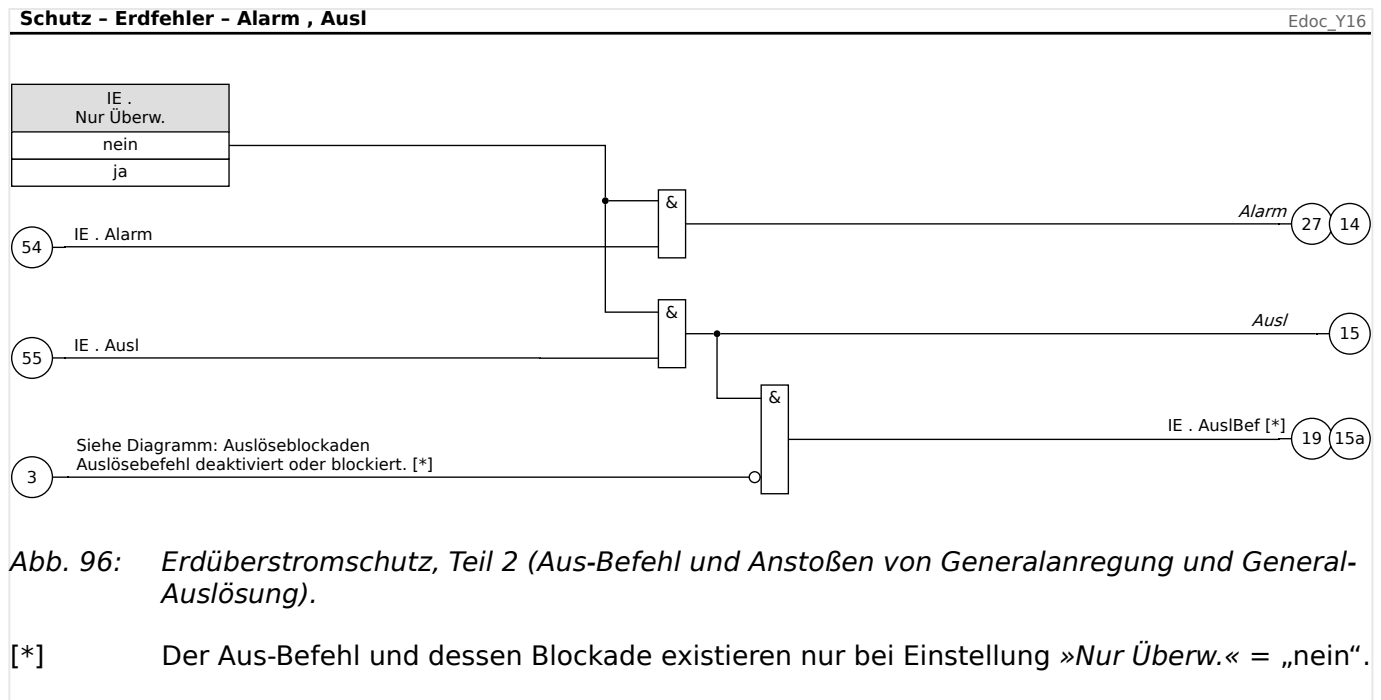 Schutz – Erdfehler – Alarm , Ausl
Edoc_Y16
IE .
Nur Überw.
nein
ja
&
Alarm
27
14
54
IE . Alarm
&
Ausl
15
55
IE . Ausl
&
IE . AuslBef [*]
19
15a
Siehe Diagramm: Auslöseblockaden
Auslösebefehl deaktiviert oder blockiert. [*]
3
Abb. 96: Erdüberstromschutz, Teil 2 (Aus-Befehl und Anstoßen von Generalanregung und General-
Auslösung).
[*] Der Aus-Befehl und dessen Blockade existieren nur bei Einstellung »Nur Überw.« = „nein“.